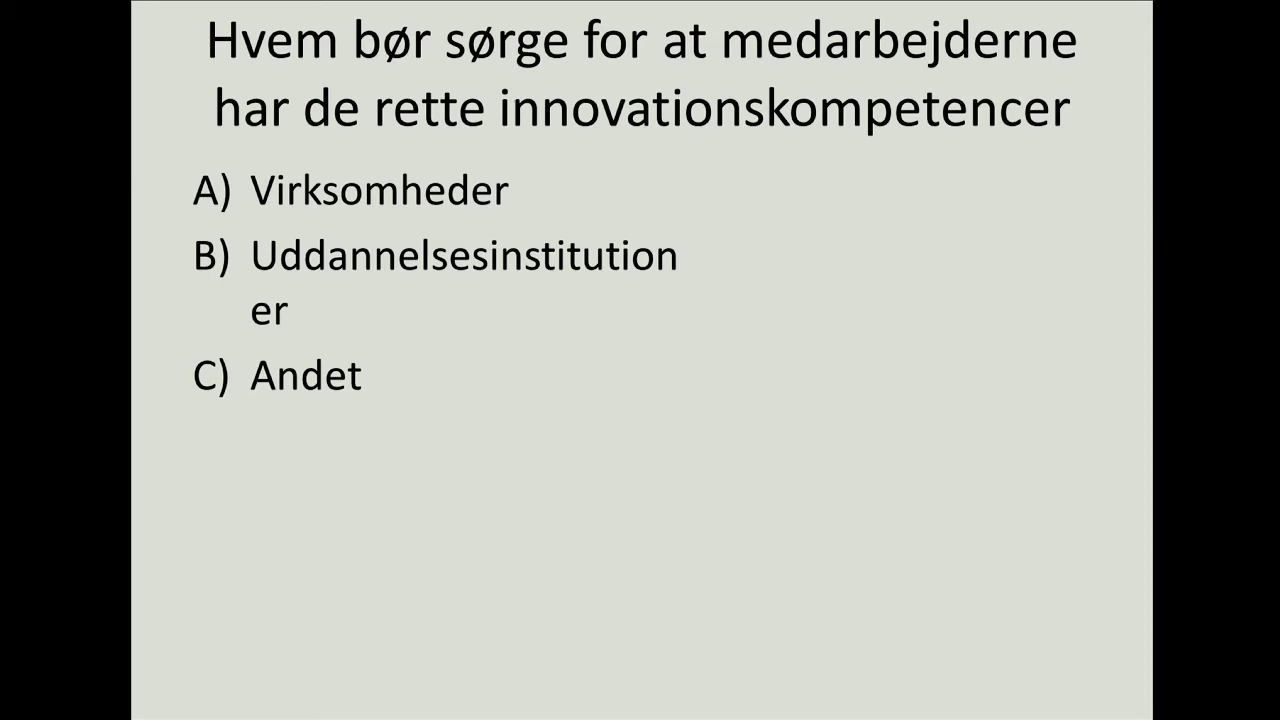 Hvem bør sørge for at medarbejderne
har de rette innovationskompetencer
A) Virksomheder
B) Uddannelsesinstitution
er
C) Andet